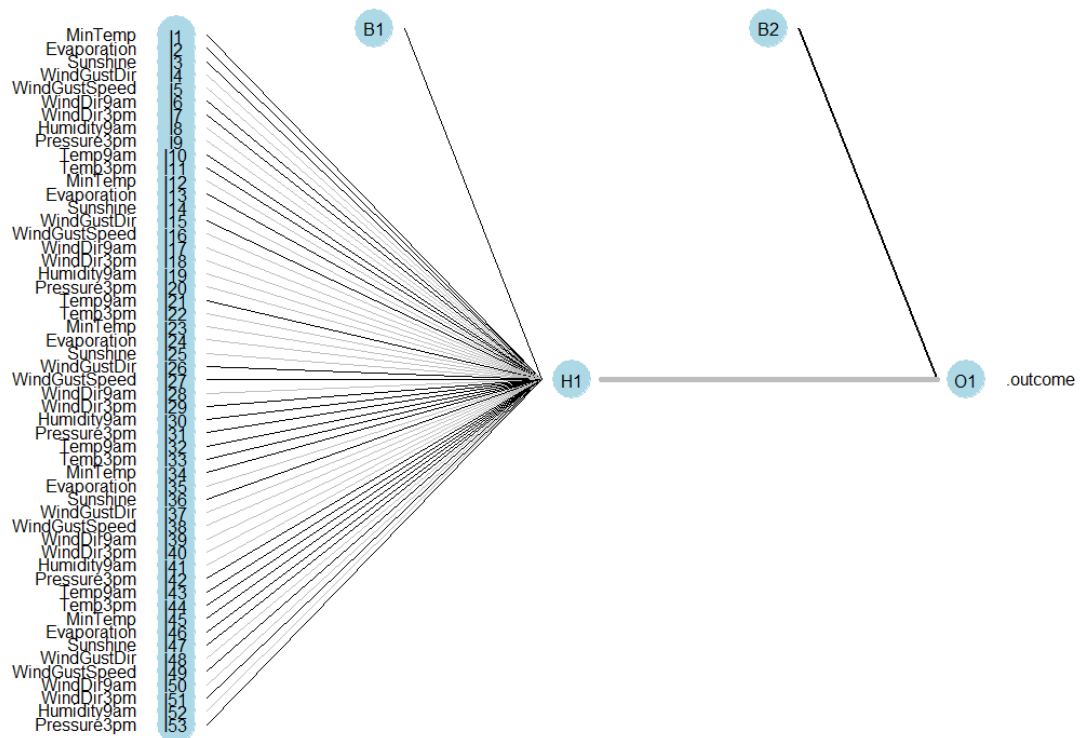 B1 B2
MinTemp I1
Evaporation I2
Sunshine I3
WindGustDir I4
WindGustSpeed I5
WindDir9am I6
WindDir3pm I7
Humidity9am I8
Pressure3pm I9
Temp9am I10
Temp3pm I11
MinTemp I12
Evaporation I13
Sunshine I14
WindGustDir I15
WindGustSpeed I16
WindDir9am I17
WindDir3pm I18
Humidity9am I19
Pressure3pm I20
Temp9am I21
Temp3pm I22
MinTemp I23
Evaporation I24
Sunshine I25
WindGustDir I26
WindGustSpeed I27 H1 O1 .outcome
WindDir9am I28
WindDir3pm I29
Humidity9am I30
Pressure3pm I31
Temp9am I32
Temp3pm I33
MinTemp I34
Evaporation I35
Sunshine I36
WindGustDir I37
WindGustSpeed I38
WindDir9am I39
WindDir3pm I40
Humidity9am I41
Pressure3pm I42
Temp9am I43
Temp3pm I44
MinTemp I45
Evaporation I46
Sunshine I47
WindGustDir I48
WindGustSpeed I49
WindDir9am I50
WindDir3pm I51
Humidity9am I52
Pressure3pm I53